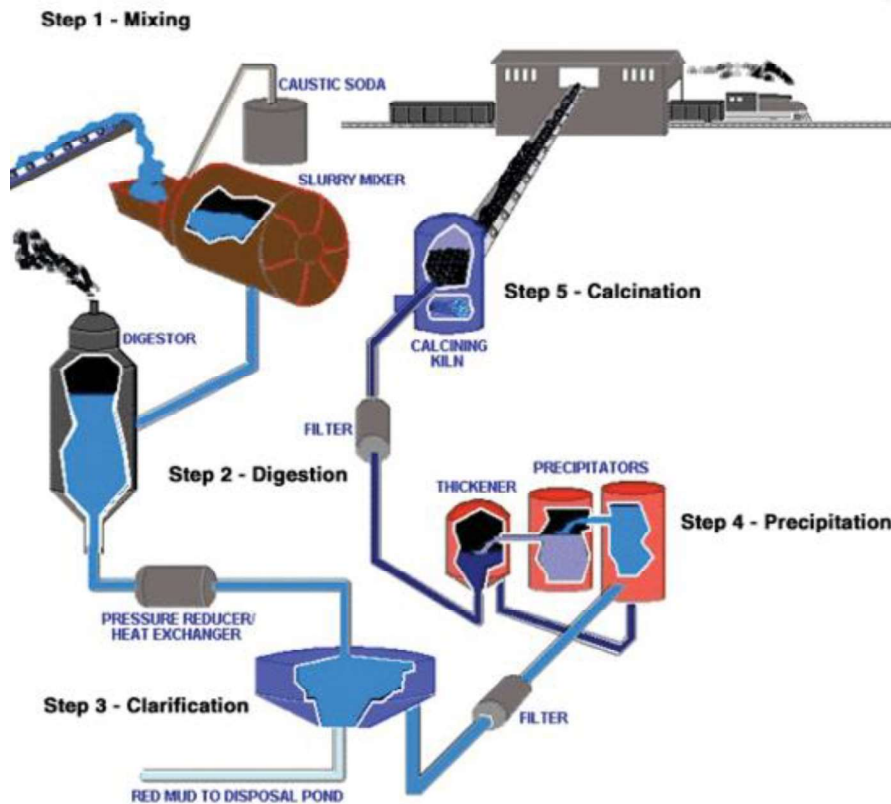 Step 1 - Mixing
CAUSTIC SODA
SLURRY MIXER
Step 5 - Calcination
CALCINING
KILN
DIGESTOR
FILTER
Step 2 - Digestion
PRECIPITATORS
THICKENER
Step 4 - Precipitation
PRESSURE REDUCER/
HEAT EXCHANGER
Step 3 - Clarification
FILTER
RED MUD TO DISPOSAL POND